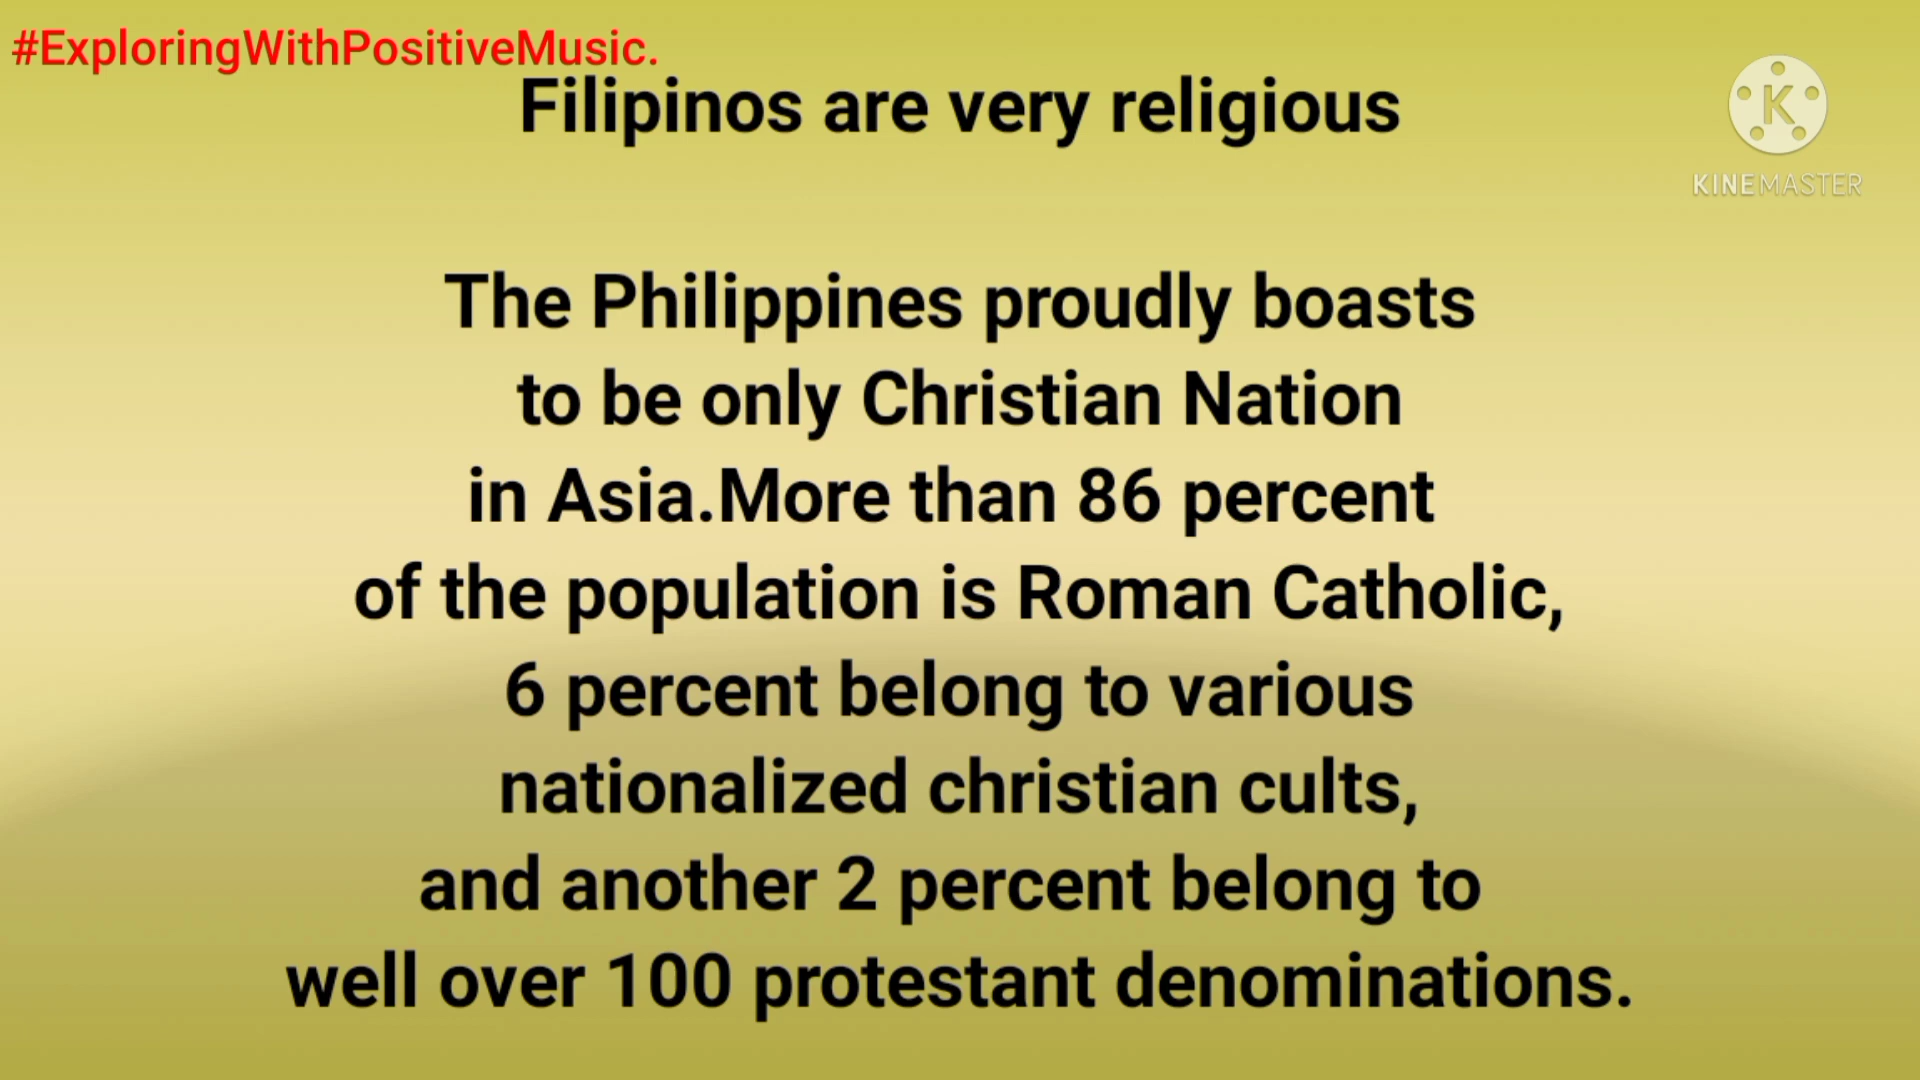 #ExploringWithPositiveMusic.
Filipinos are very religious
K
KINEMASTER
The Philippines proudly boasts
to be only Christian Nation
in Asia.More than 86 percent
of the population is Roman Catholic,
6 percent belong to various
nationalized christian cults,
and another 2 percent belong to
well over 100 protestant denominations.